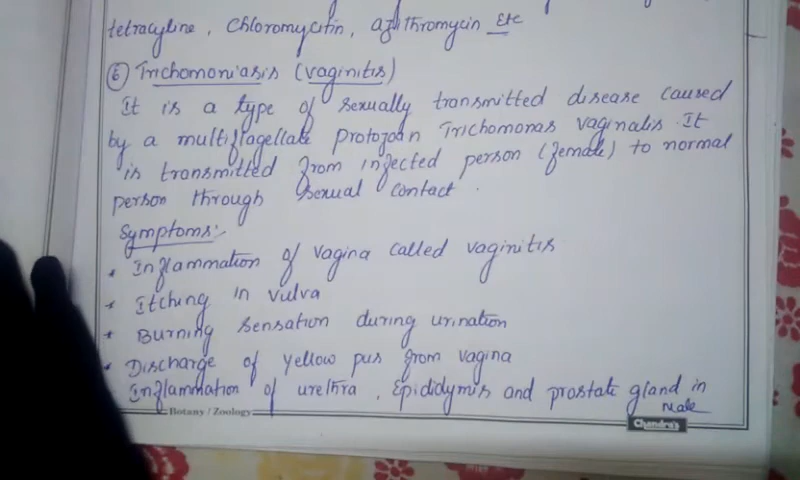 tetracyline, chloromycitin, azithromycin Etc
6 Trichomoniasis (vaginitis)
It is a type of sexually transmitted disease caused
by a multiflagellate protozoan Trichomonas vaginalis. It
is transmitted from infected person (female) to normal
person through sexual contact.
Symptoms:-
* Inflammation of vagina called vaginitis
* Itching in vulva
* Burning sensation during urination
* Discharge of yellow pus from vagina
Inflammation of urethra, Epididymis and prostate gland in
Male
Botany / Zoology
Chandra's